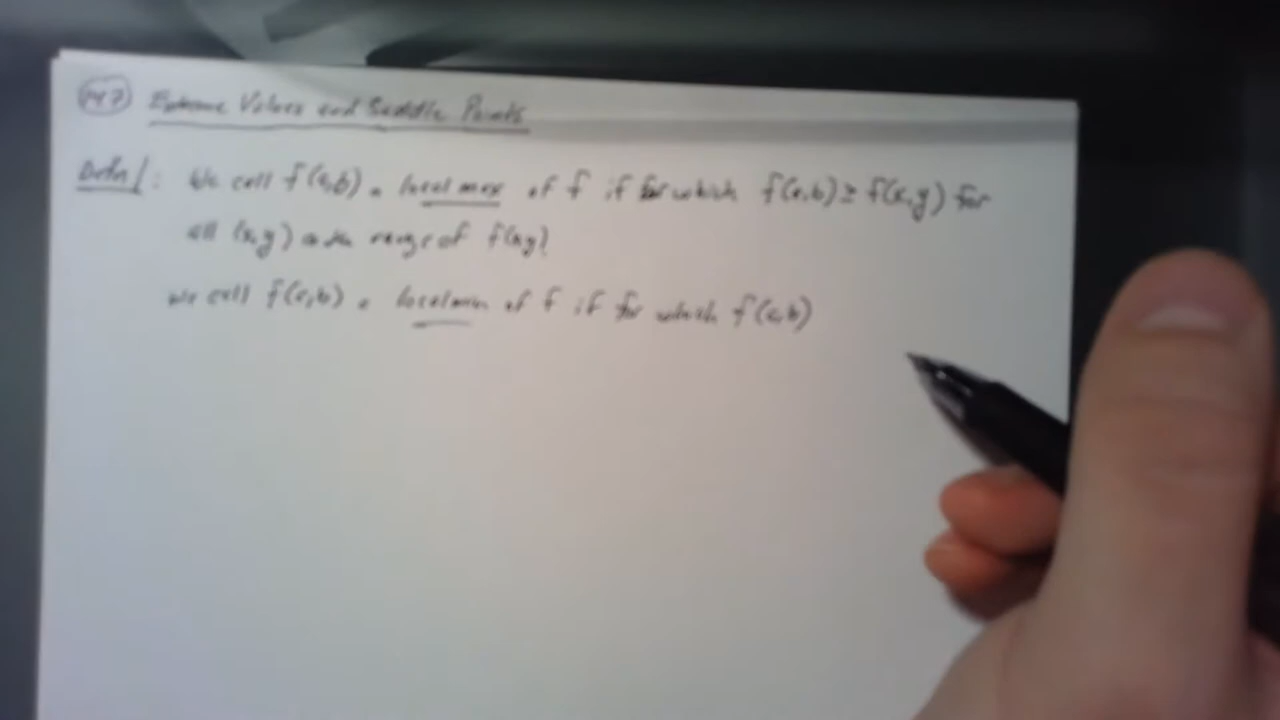 14.7 Extreme Values and Saddle Points
Defn/: We call f(a,b) a local max of f if for which f(a,b) ≥ f(x,y) for
all (x,y) in the range of f(x,y).
We call f(a,b) a local min of f if for which f(a,b)